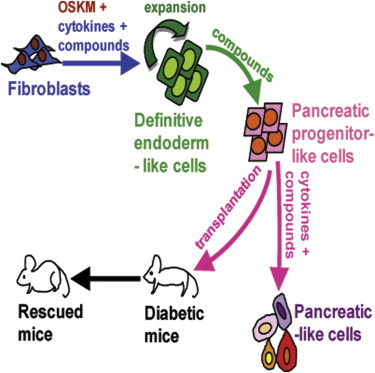 OSKM +
cytokines +
compounds
Fibroblasts
expansion
Definitive
endoderm
-like cells
compounds
Pancreatic
progenitor-
like cells
transplantation
cytokines +
compounds
Rescued
mice
Diabetic
mice
Pancreatic
-like cells